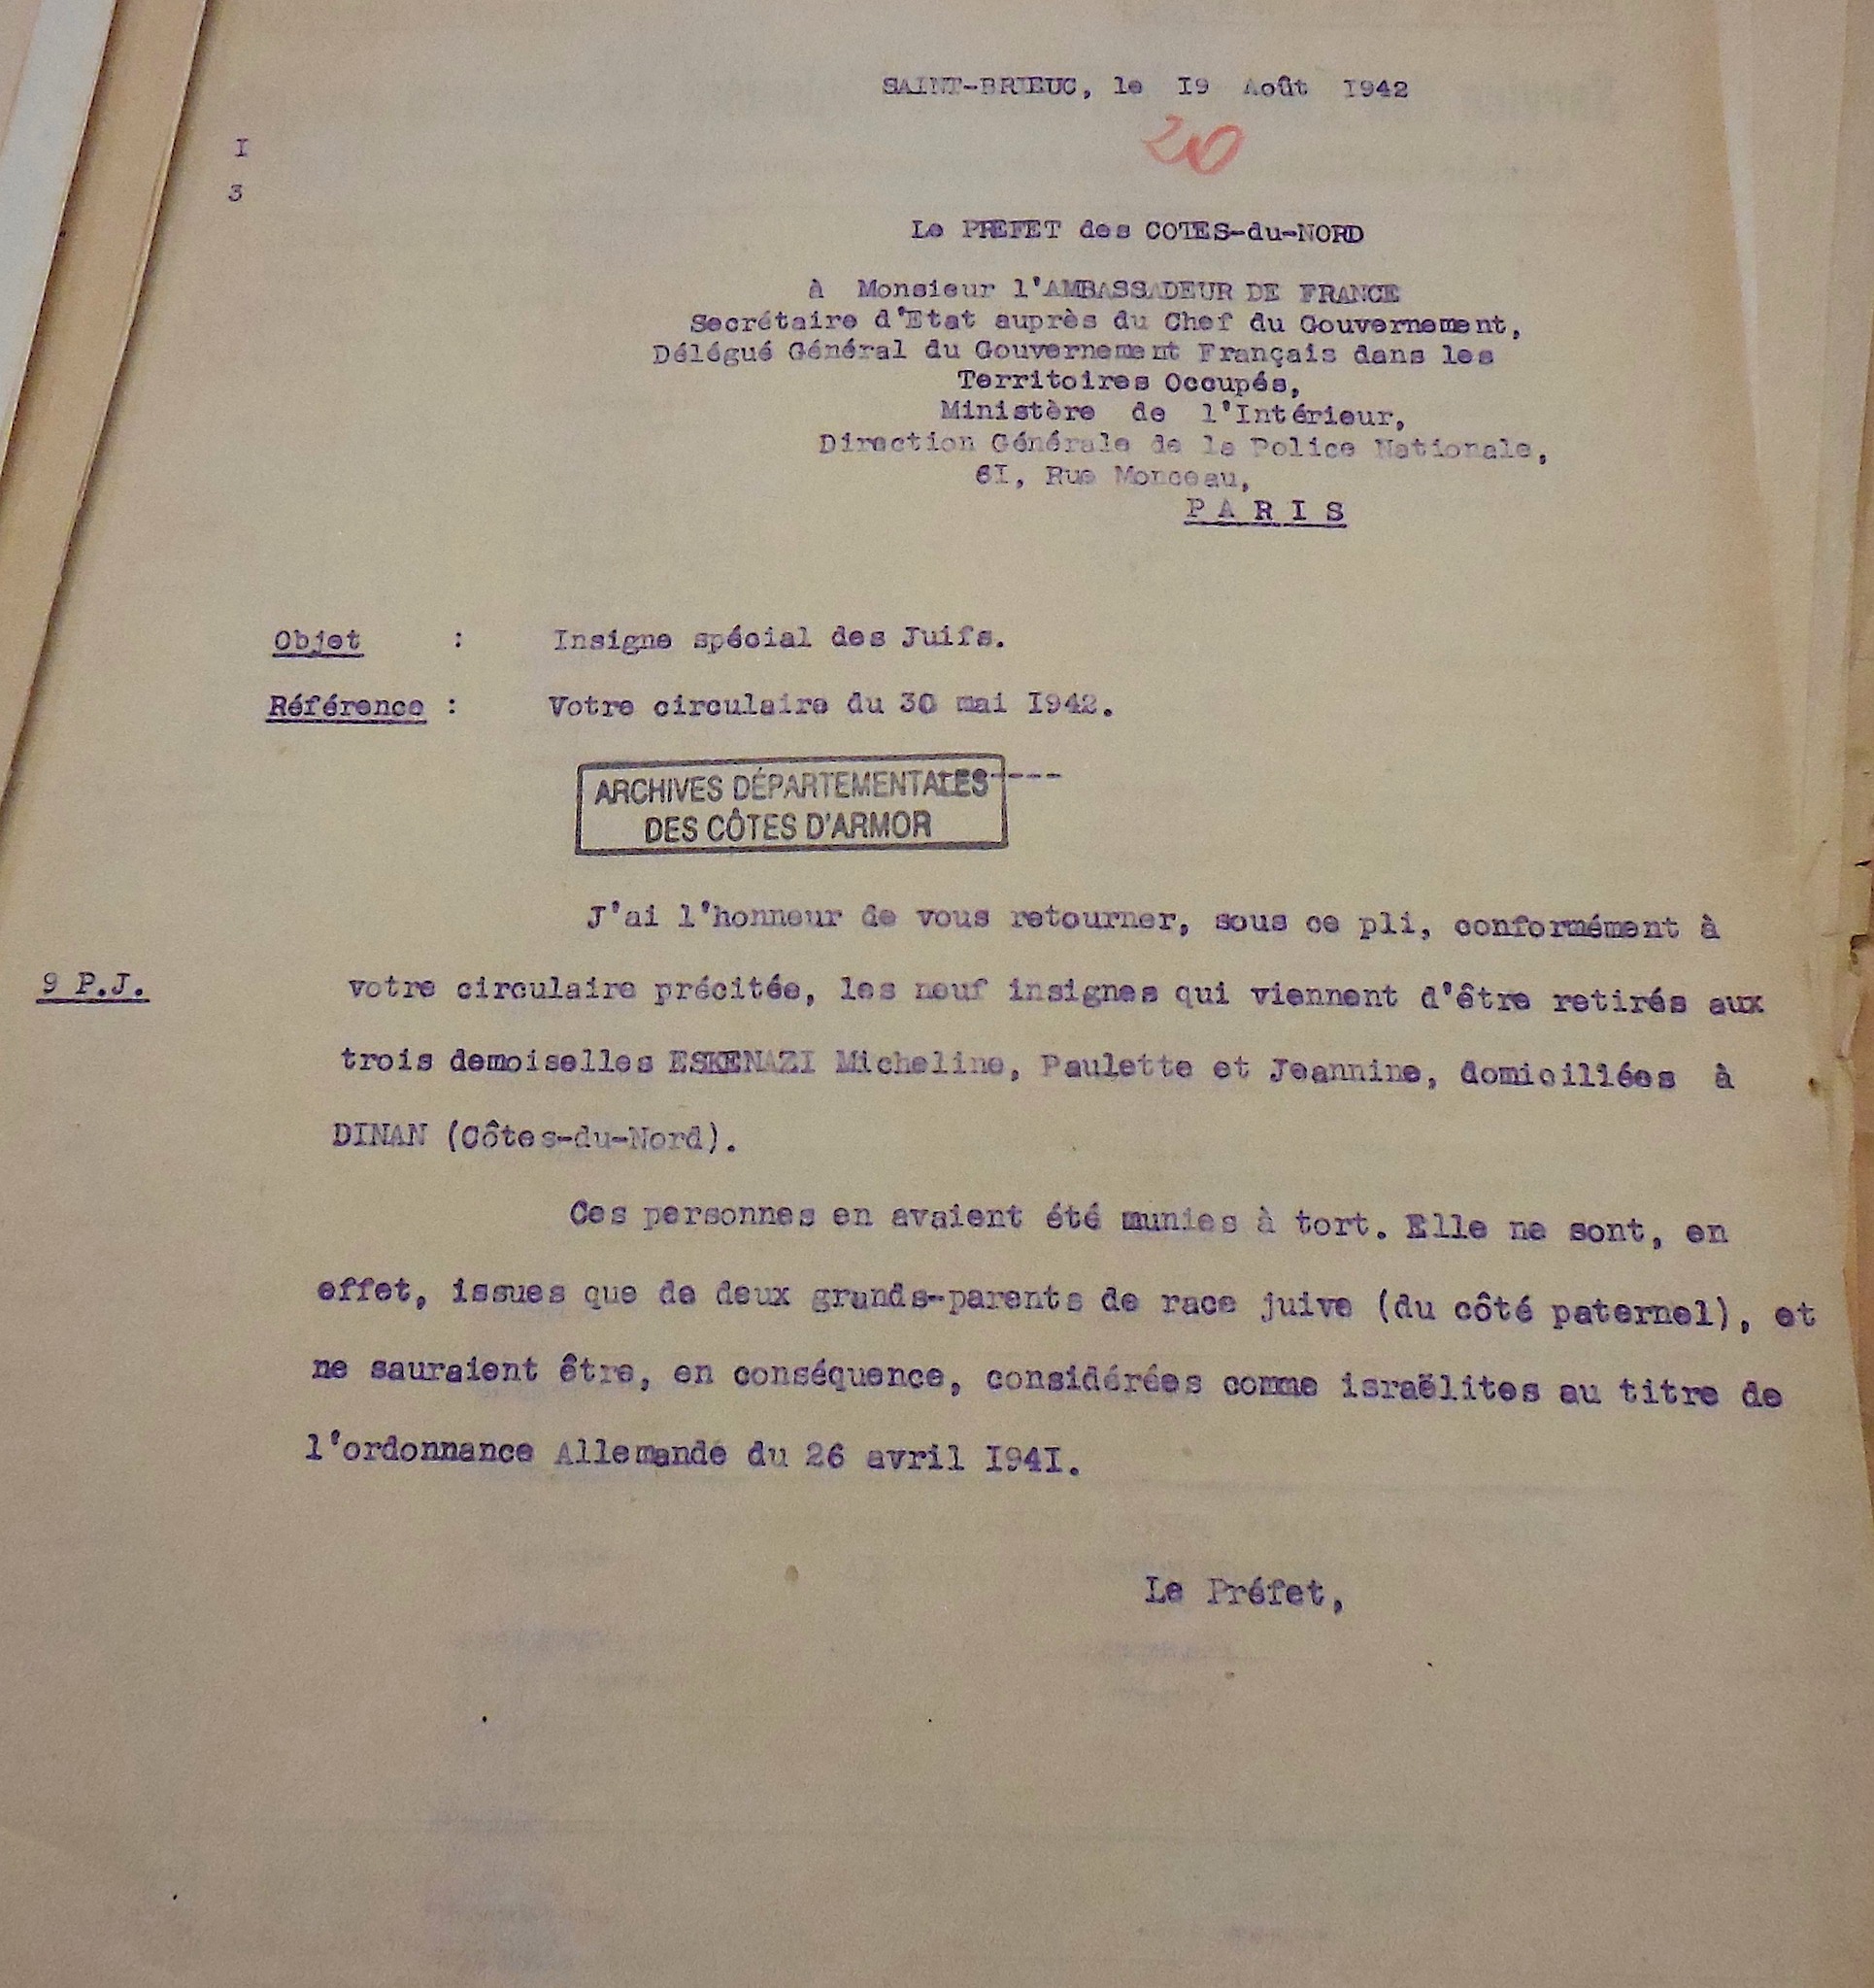 SAINT-BRIEUC, le I9 Août I942
20
I
3
Le PREFET des COTES-du-NORD
à Monsieur l'AMBASSADEUR DE FRANCE
Secrétaire d'Etat auprès du Chef du Gouvernement,
Délégué Général du Gouvernement Français dans les
Territoires Occupés,
Ministère de l'Intérieur,
Direction Générale de la Police Nationale,
6I, Rue Monceau,
P A R I S
Objet : Insigne spécial des Juifs.
Référence : Votre circulaire du 30 mai I942.
ARCHIVES DÉPARTEMENTALES
DES CÔTES D'ARMOR
J'ai l'honneur de vous retourner, sous ce pli, conformément à
9 P.J. votre circulaire précitée, les neuf insignes qui viennent d'être retirés aux
trois demoiselles ESKENAZI Micheline, Paulette et Jeannine, domiciliées à
DINAN (Côtes-du-Nord).
Ces personnes en avaient été munies à tort. Elle ne sont, en
effet, issues que de deux grands-parents de race juive (du côté paternel), et
ne sauraient être, en conséquence, considérées comme israëlites au titre de
l'ordonnance Allemande du 26 avril I94I.
Le Préfet,